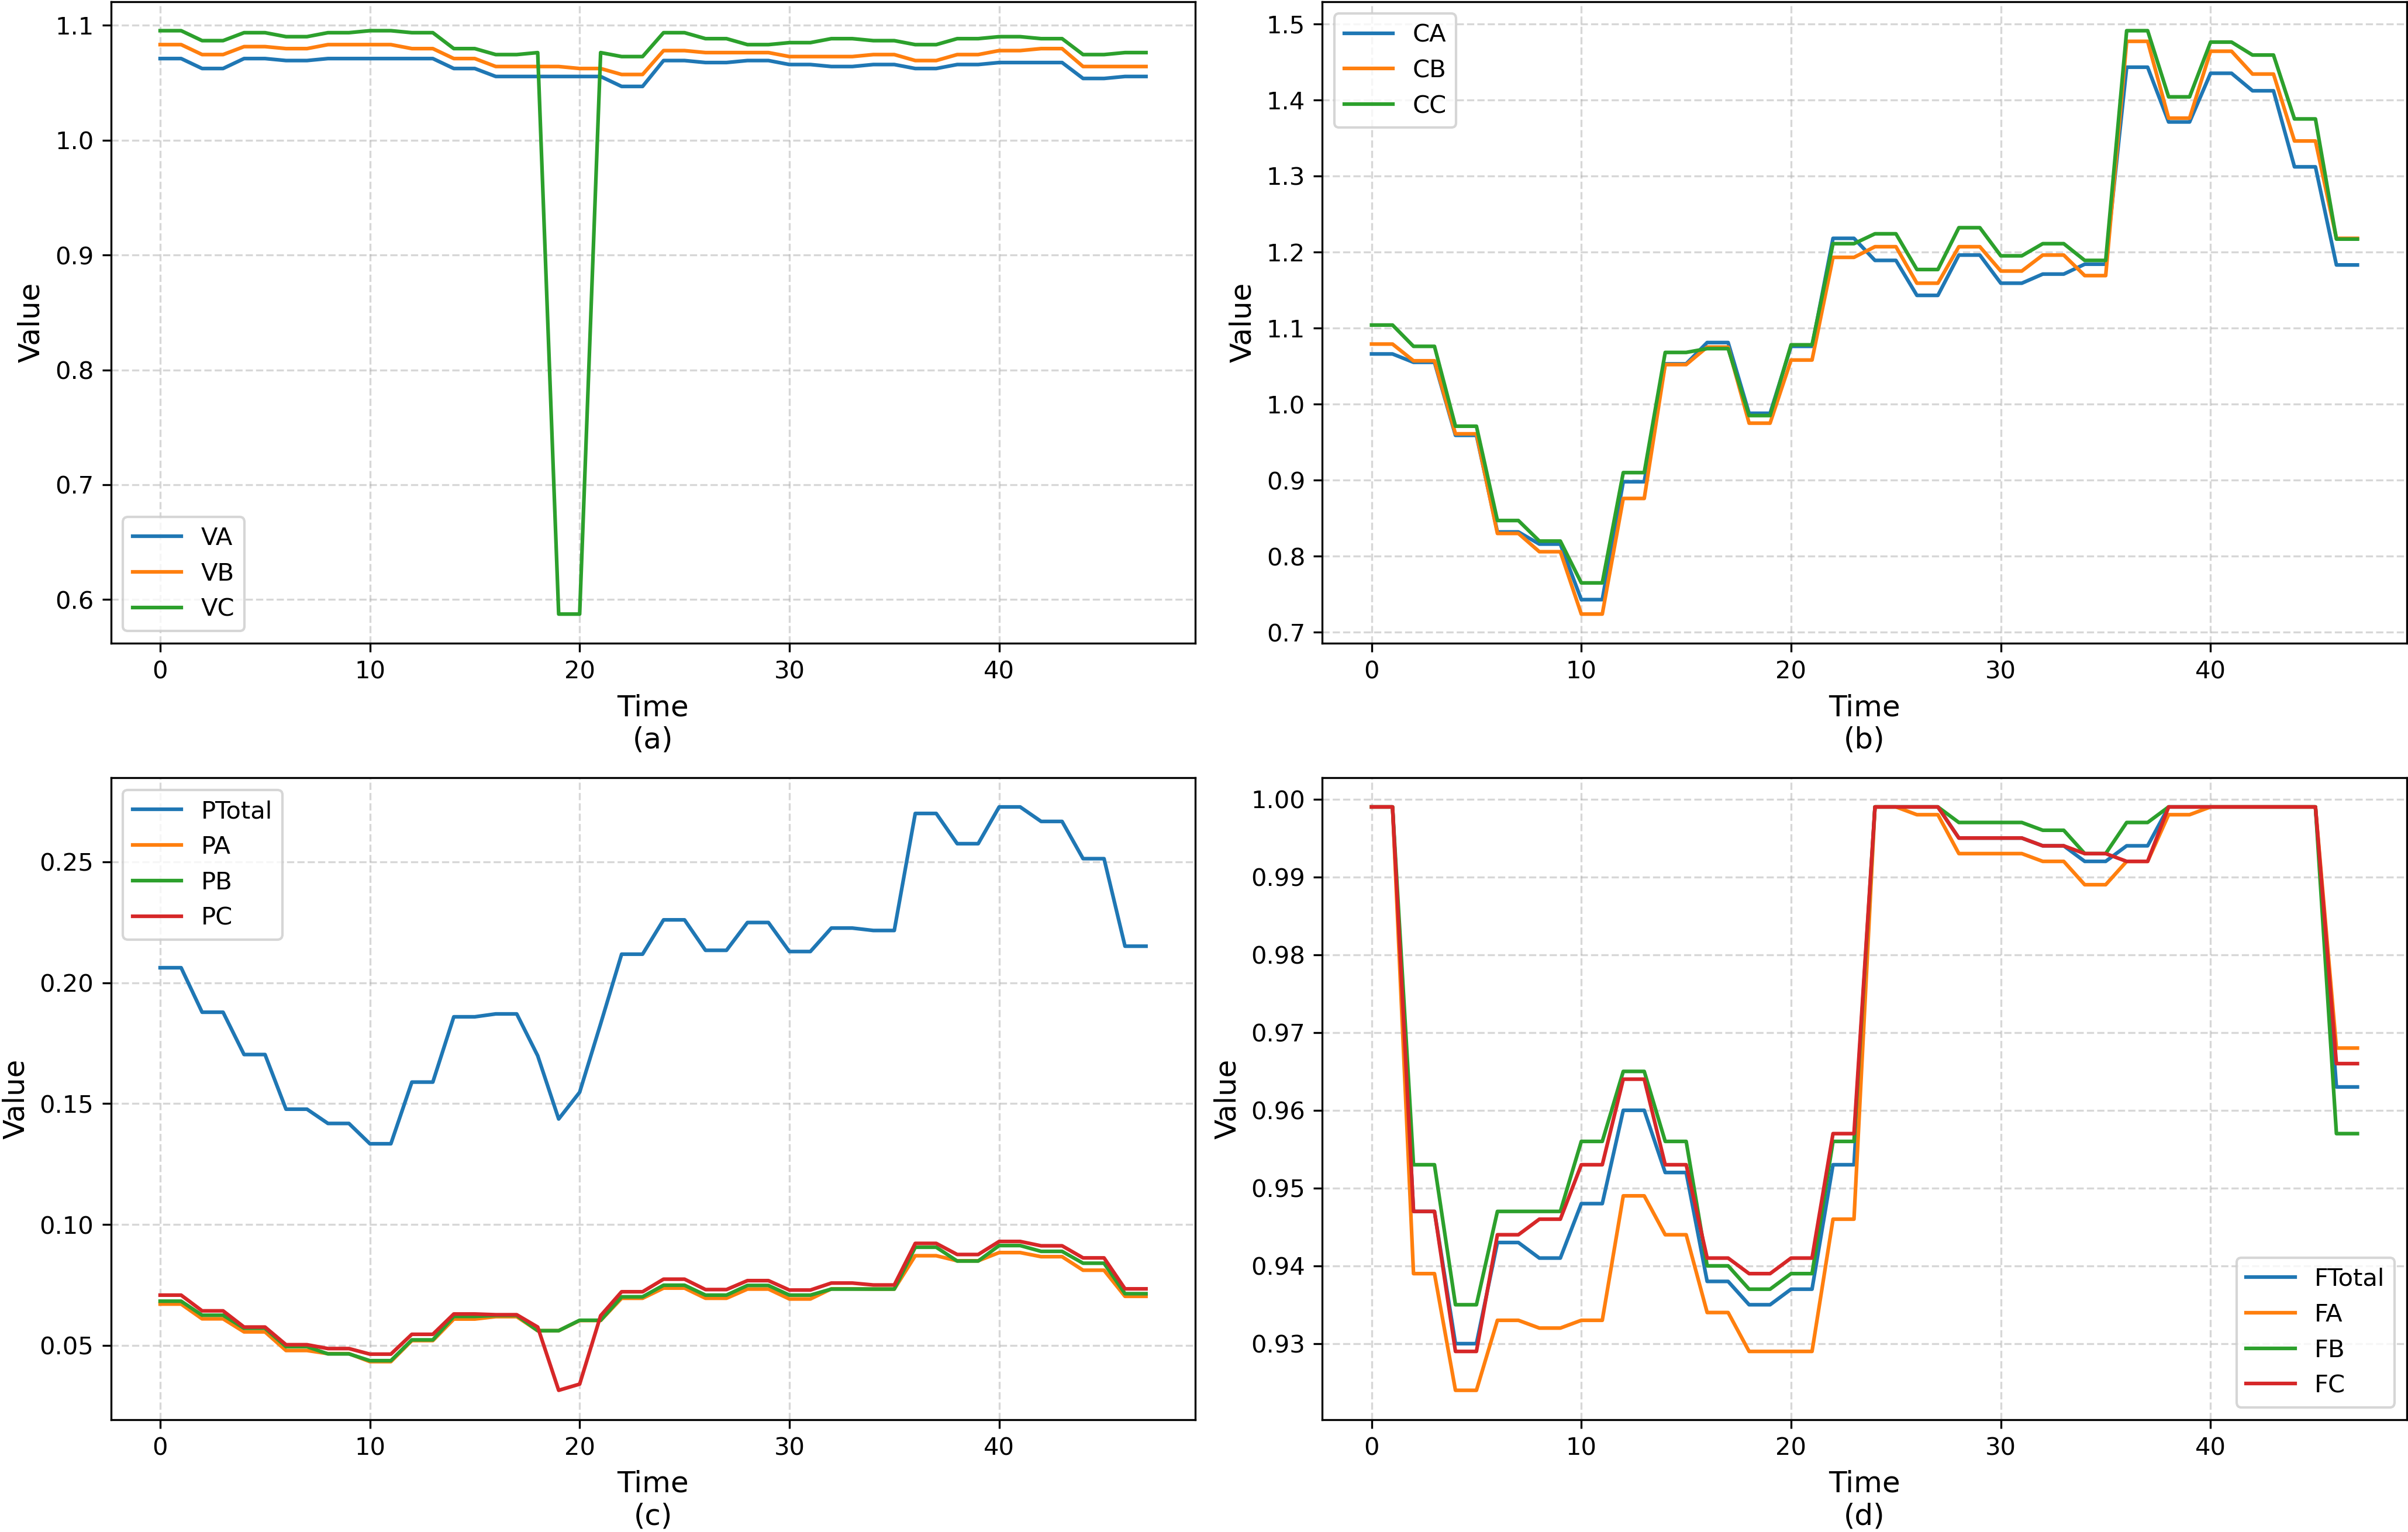 1.1
1.0
0.9
0.8
0.7
0.6
Value
VA
VB
VC
0 10 20 30 40
Time
(a)
1.5
1.4
1.3
1.2
1.1
1.0
0.9
0.8
0.7
Value
CA
CB
CC
0 10 20 30 40
Time
(b)
0.25
0.20
0.15
0.10
0.05
Value
PTotal
PA
PB
PC
0 10 20 30 40
Time
(c)
1.00
0.99
0.98
0.97
0.96
0.95
0.94
0.93
Value
FTotal
FA
FB
FC
0 10 20 30 40
Time
(d)